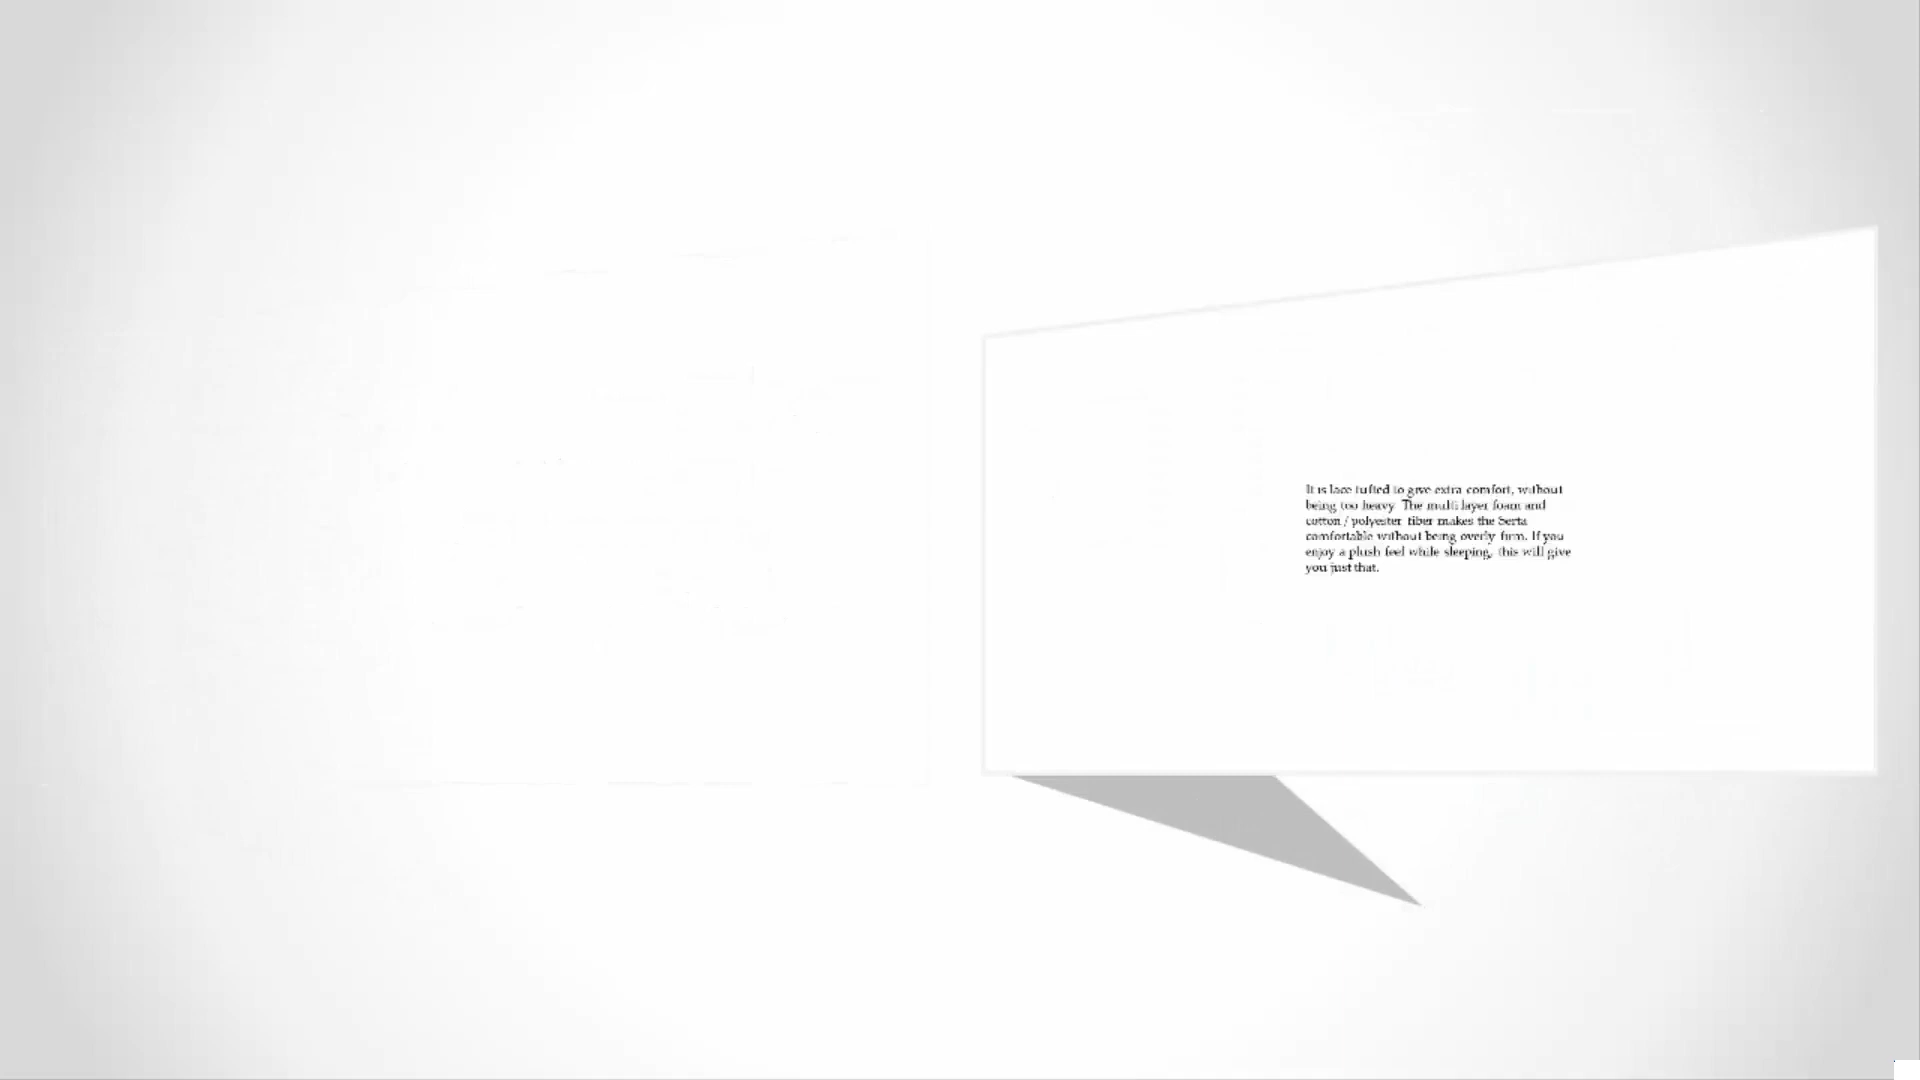 It is lace tufted to give extra comfort, without
being too heavy. The multi layer foam and
cotton / polyester fiber makes the Serta
comfortable without being overly firm. If you
enjoy a plush feel while sleeping, this will give
you just that.